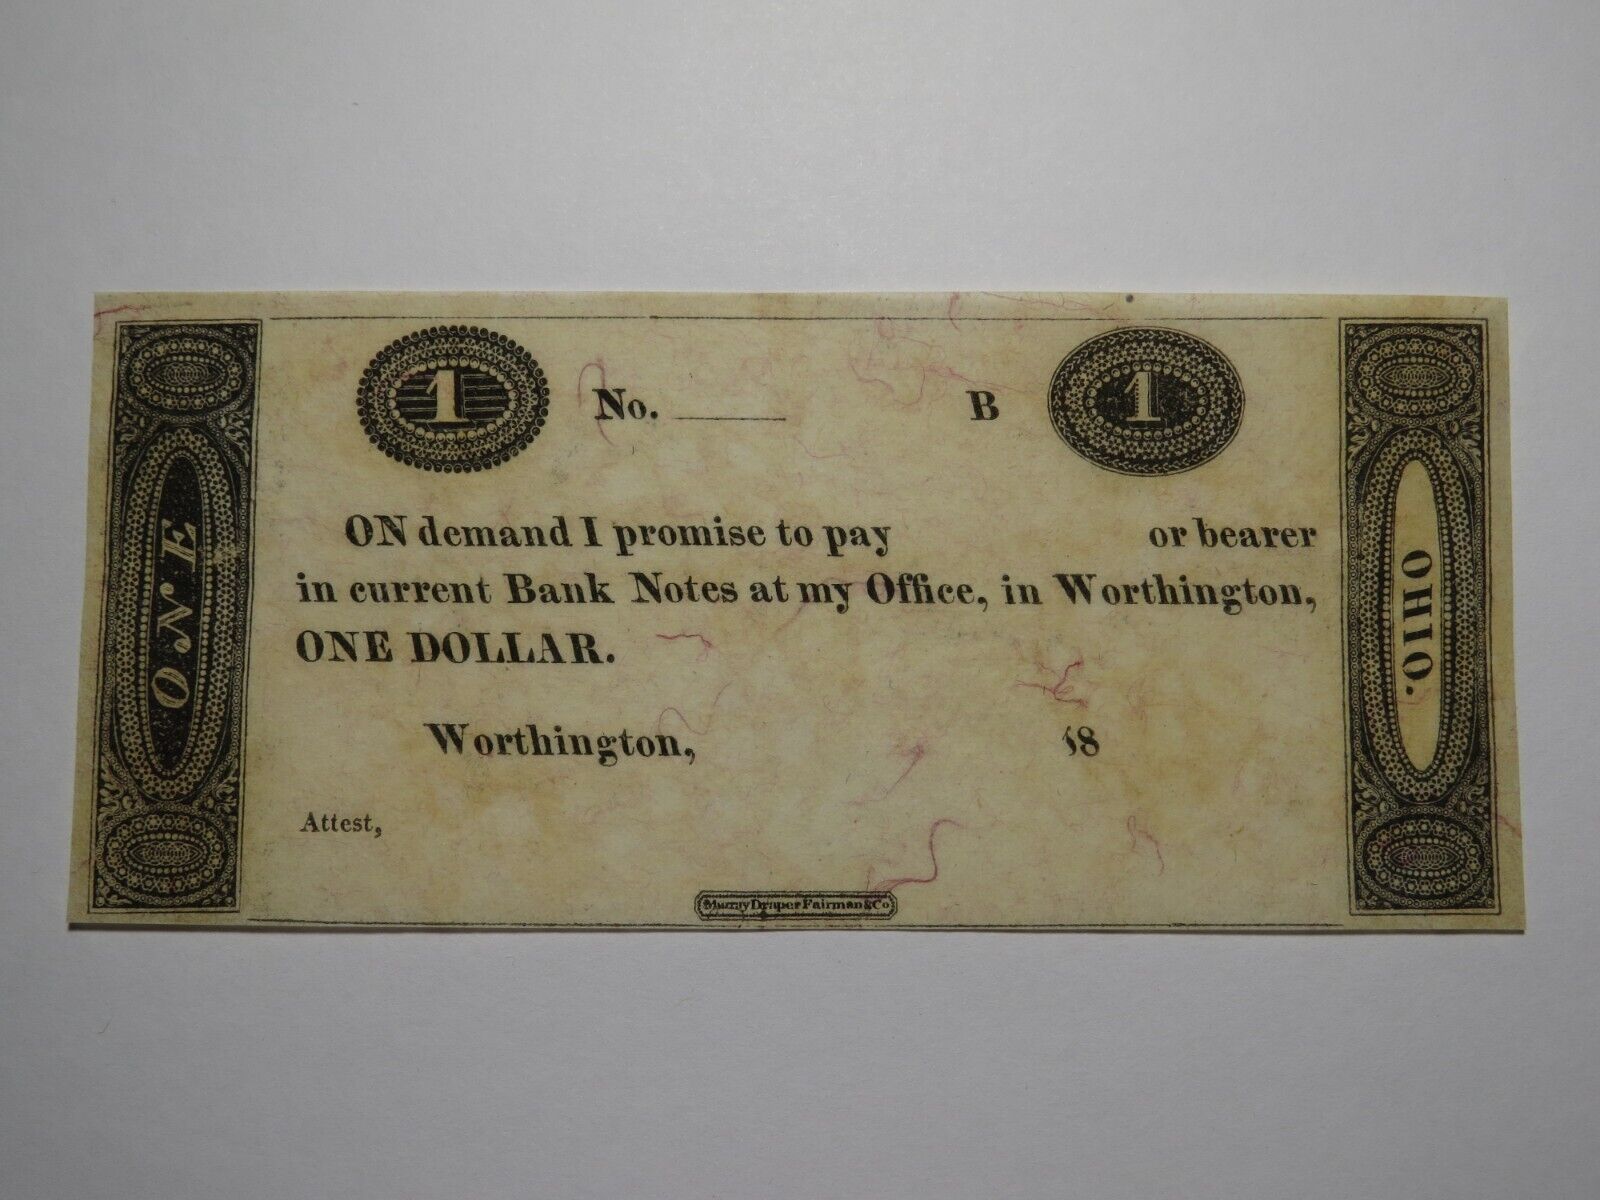 ONE
1 No. B 1
ON demand I promise to pay or bearer
in current Bank Notes at my Office, in Worthington,
ONE DOLLAR.
Worthington, 18
Attest,
Murray Draper Fairman & Co
OHIO.